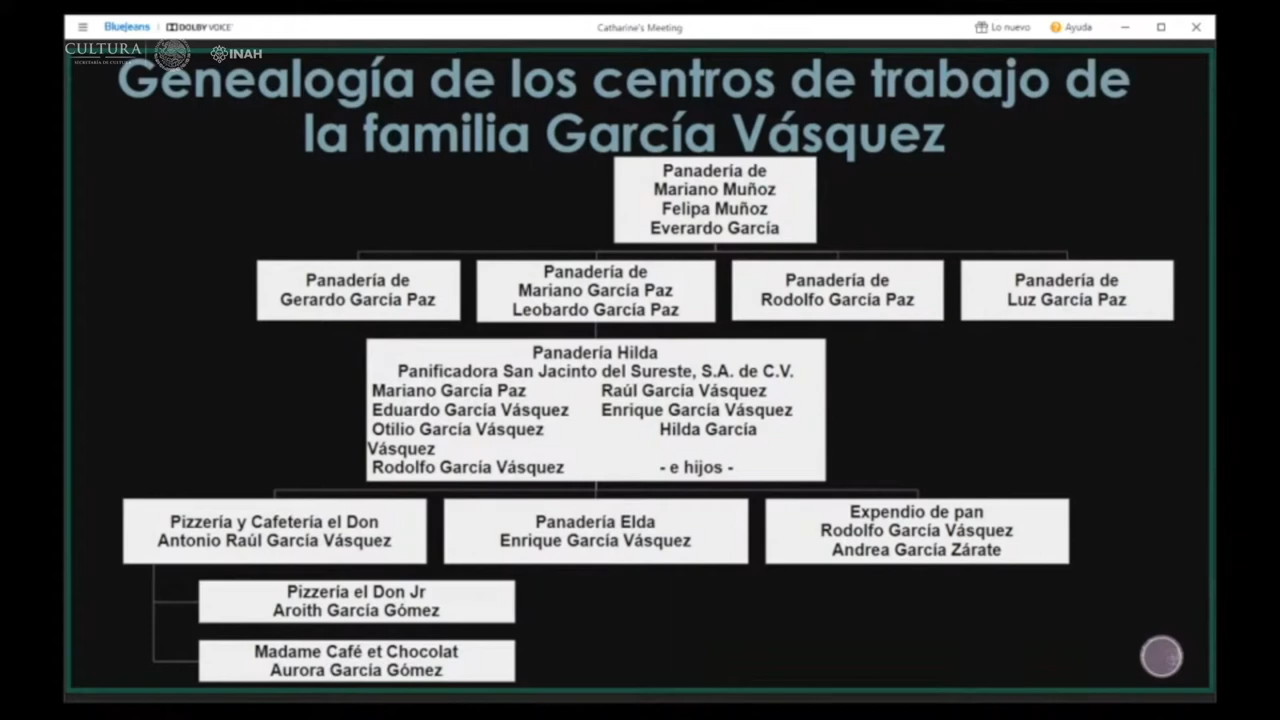 BlueJeans
DOLBY VOICE
Catharine's Meeting
Lo nuevo
Ayuda
CULTURA
SECRETARÍA DE CULTURA
INAH
Genealogía de los centros de trabajo de
la familia García Vásquez
Panadería de
Mariano Muñoz
Felipa Muñoz
Everardo García
Panadería de
Gerardo García Paz
Panadería de
Mariano García Paz
Leobardo García Paz
Panadería de
Rodolfo García Paz
Panadería de
Luz García Paz
Panadería Hilda
Panificadora San Jacinto del Sureste, S.A. de C.V.
Mariano García Paz Raúl García Vásquez
Eduardo García Vásquez Enrique García Vásquez
Otilio García Vásquez Hilda García
Vásquez
Rodolfo García Vásquez - e hijos -
Pizzería y Cafetería el Don
Antonio Raúl García Vásquez
Panadería Elda
Enrique García Vásquez
Expendio de pan
Rodolfo García Vásquez
Andrea García Zárate
Pizzería el Don Jr
Aroith García Gómez
Madame Café et Chocolat
Aurora García Gómez